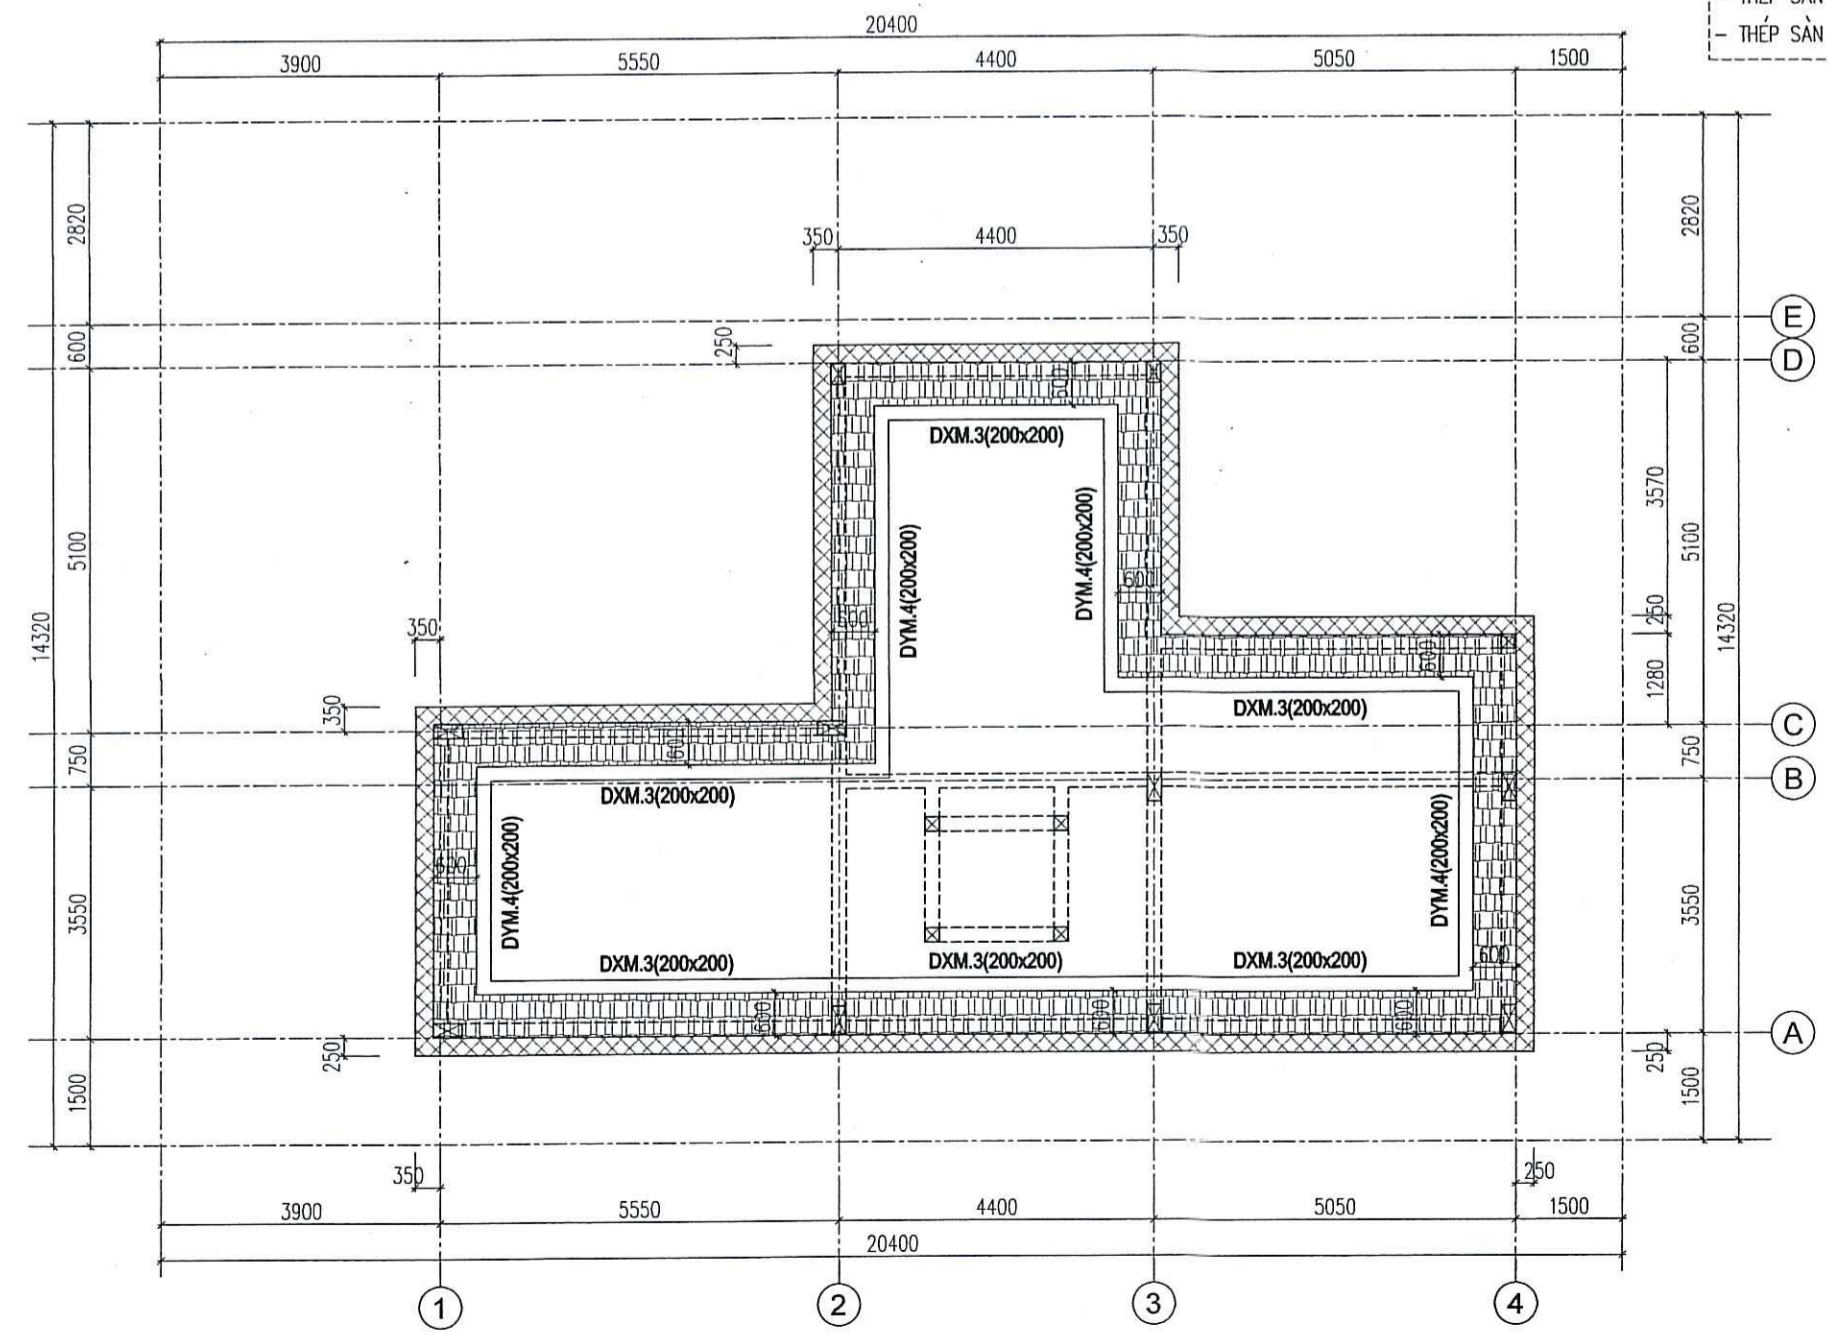 THÉP SÀN
- THÉP SÀN
20400
3900 5550 4400 5050 1500
2820 2820
350 4400 350
E
250 600 600
D
600
DXM.3(200x200)
3570
5100 DYM.4(200x200) DYM.4(200x200) 5100
600
600
250
14320 14320
350
600
1280
350
DXM.3(200x200)
C
600
750 750
B
DXM.3(200x200)
DYM.4(200x200) DYM.4(200x200)
600
3550 3550
DXM.3(200x200) DXM.3(200x200) DXM.3(200x200)
600
600 600 600
A
250 250
1500 1500
350 250
3900 5550 4400 5050 1500
20400
1 2 3 4